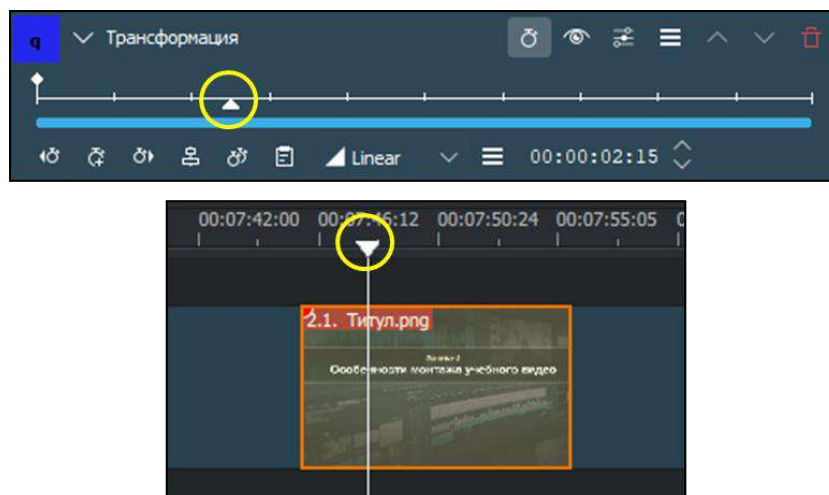 q Трансформация
Linear 00:00:02:15
00:07:42:00 00:07:46:12 00:07:50:24 00:07:55:05 0
2.1. Титул.png
Особенности монтажа учебного видео